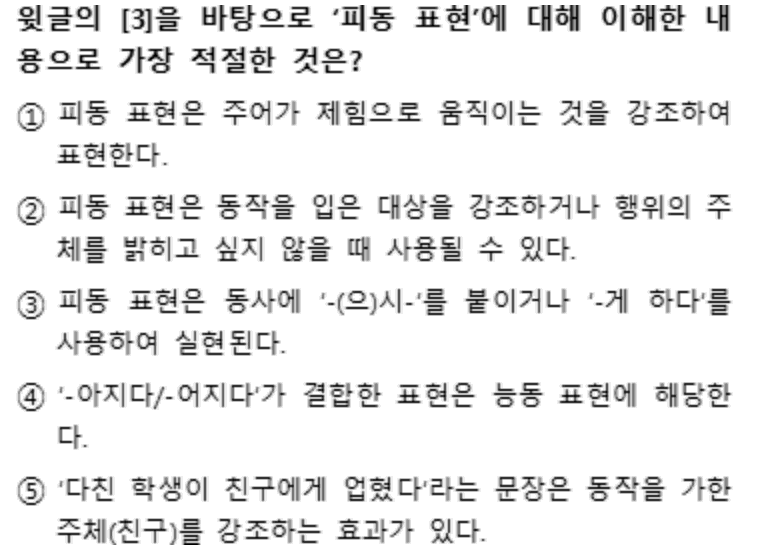 윗글의 [3]을 바탕으로 ‘피동 표현’에 대해 이해한 내
용으로 가장 적절한 것은?
① 피동 표현은 주어가 제힘으로 움직이는 것을 강조하여
표현한다.
② 피동 표현은 동작을 입은 대상을 강조하거나 행위의 주
체를 밝히고 싶지 않을 때 사용될 수 있다.
③ 피동 표현은 동사에 '-(으)시-'를 붙이거나 '-게 하다'를
사용하여 실현된다.
④ '-아지다/-어지다'가 결합한 표현은 능동 표현에 해당한
다.
⑤ '다친 학생이 친구에게 업혔다'라는 문장은 동작을 가한
주체(친구)를 강조하는 효과가 있다.